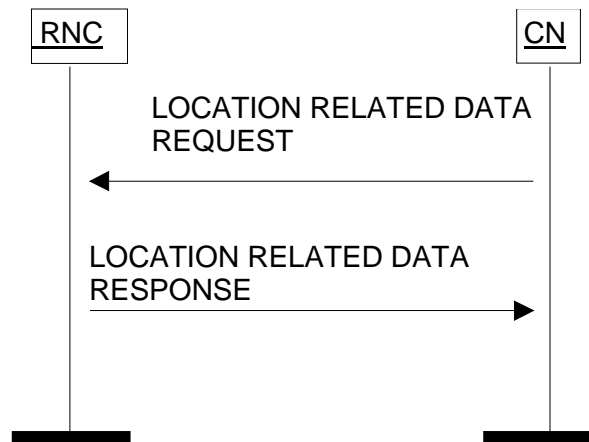 RNC
CN
LOCATION RELATED DATA
REQUEST
LOCATION RELATED DATA
RESPONSE